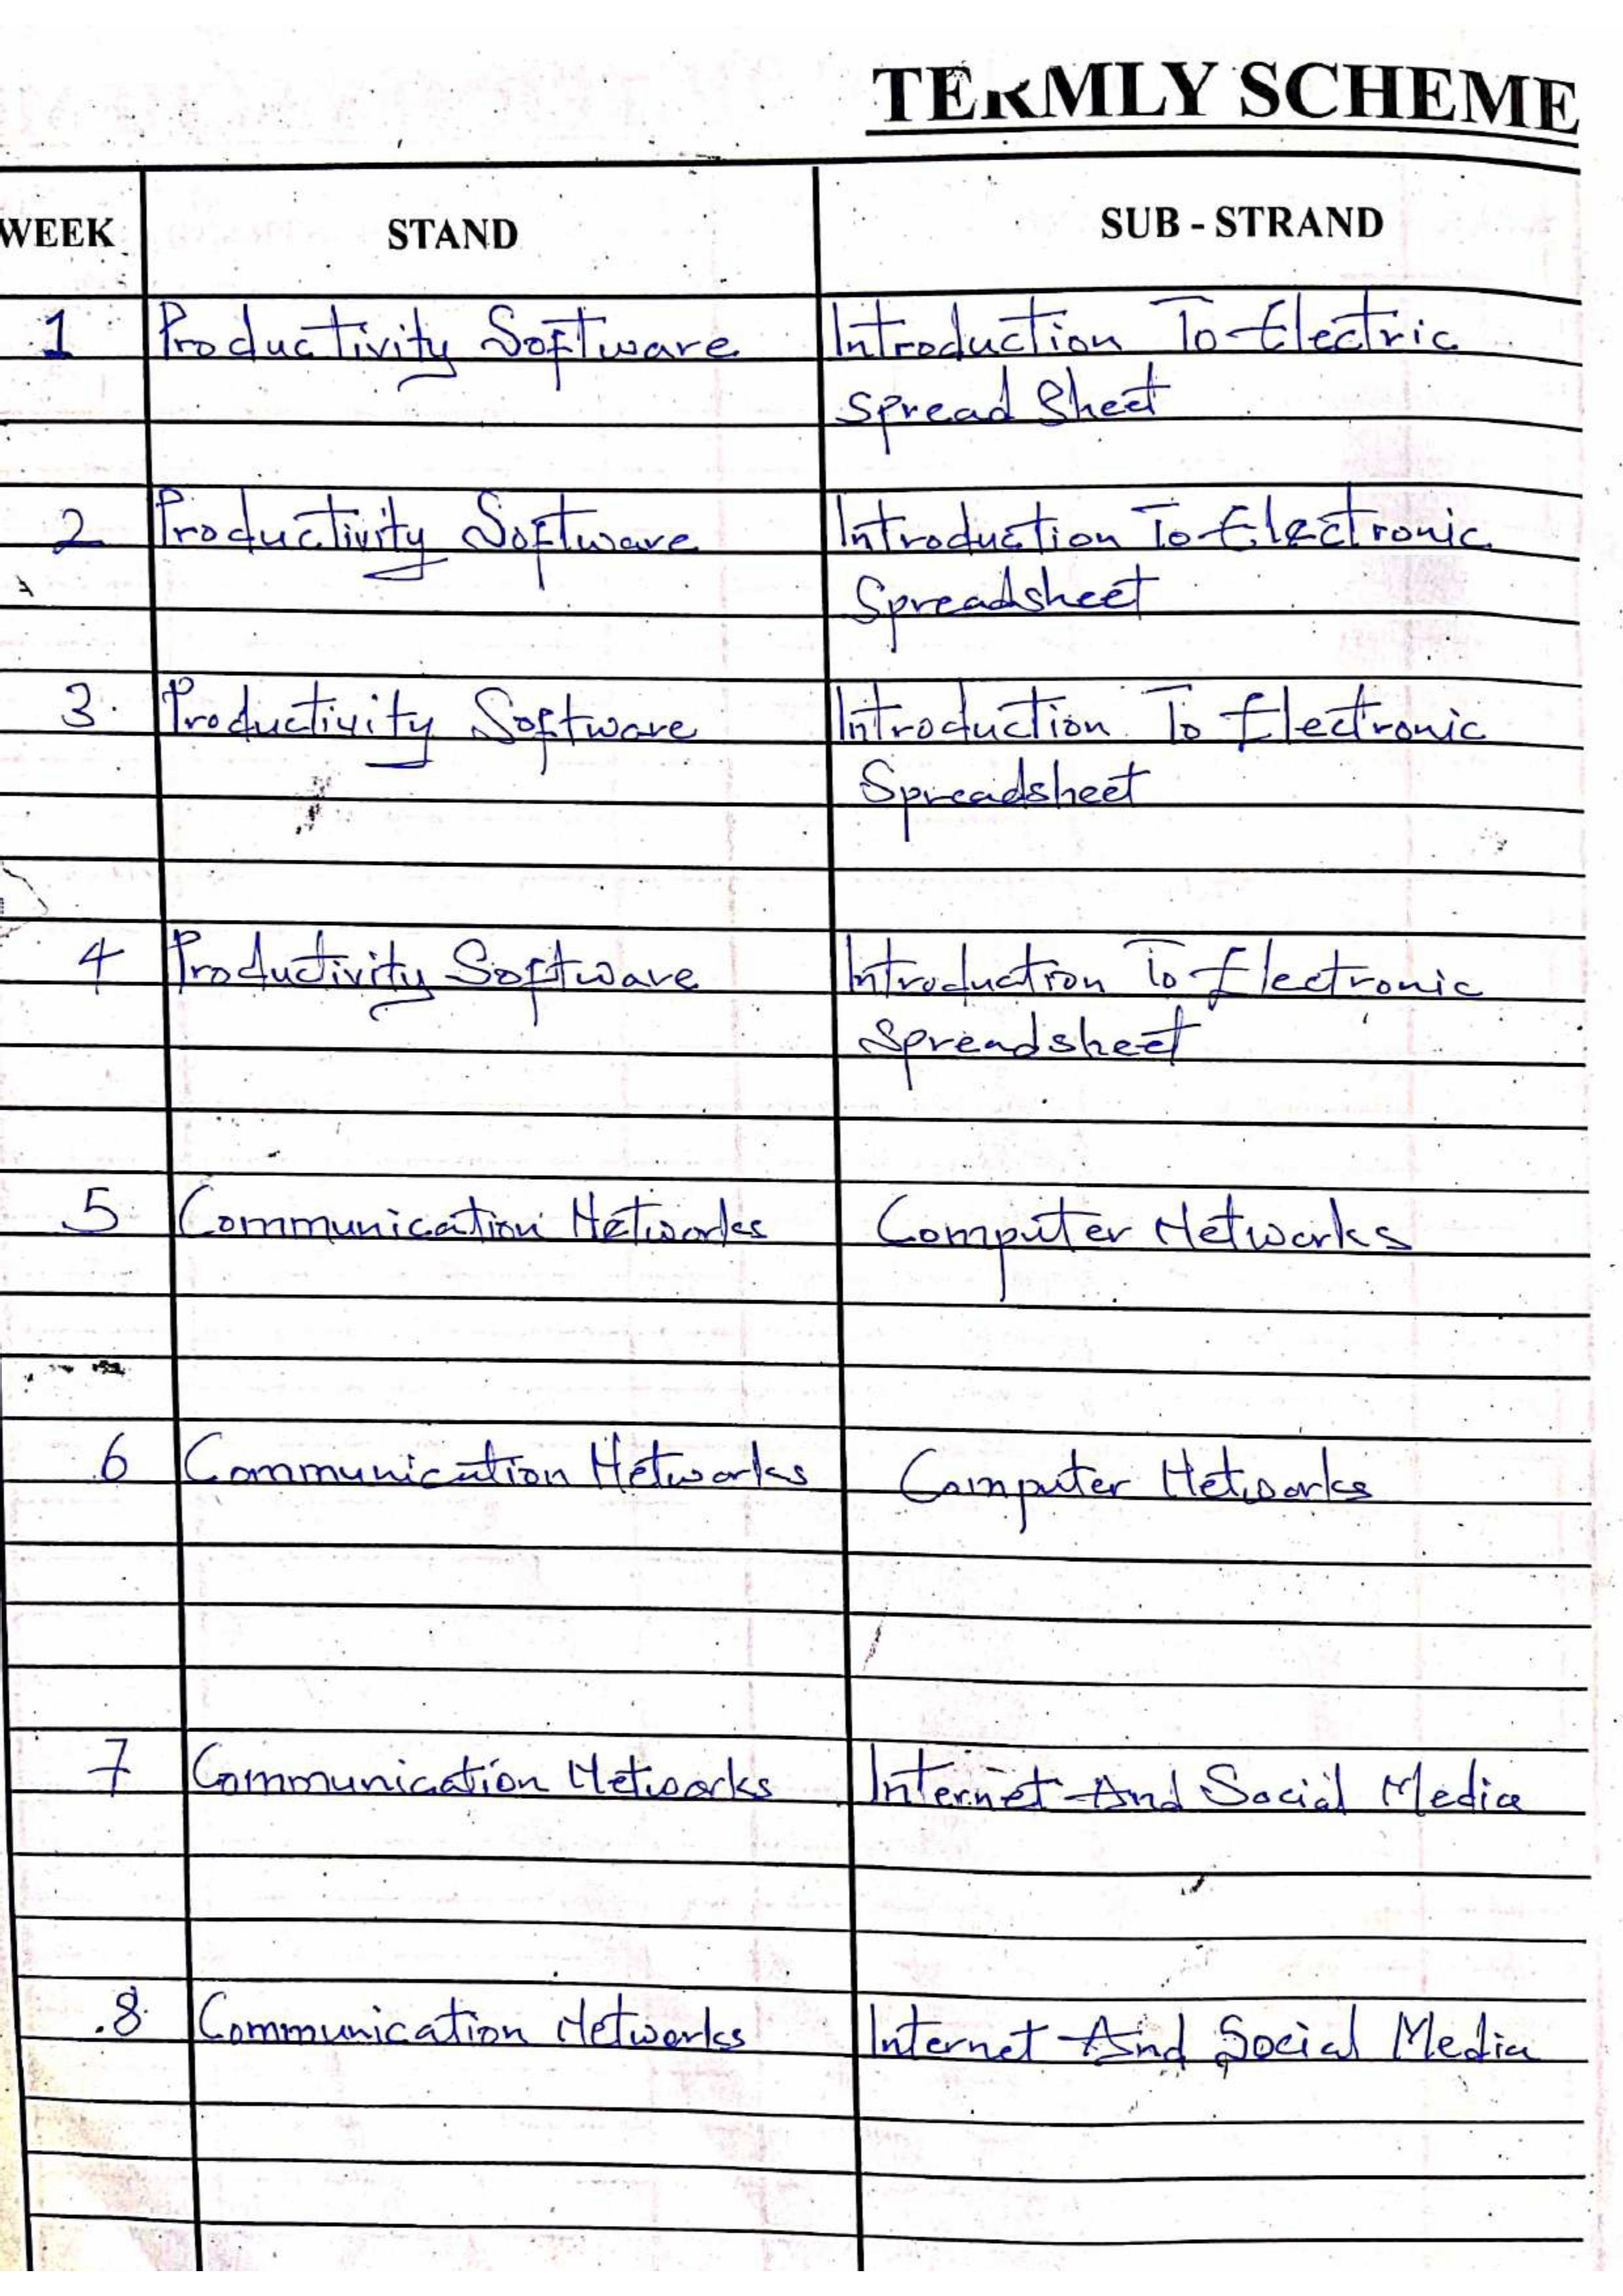 TERMLY SCHEME
WEEK STAND SUB - STRAND
1 Productivity Software Introduction To Electric
Spread Sheet
2 Productivity Software Introduction To Electronic
Spreadsheet
3. Productivity Software Introduction To Electronic
Spreadsheet
4 Productivity Software Introduction To Electronic
Spreadsheet
5 Communication Networks Computer Networks
6 Communication Networks Computer Networks
7 Communication Networks Internet And Social Media
8 Communication Networks Internet And Social Media